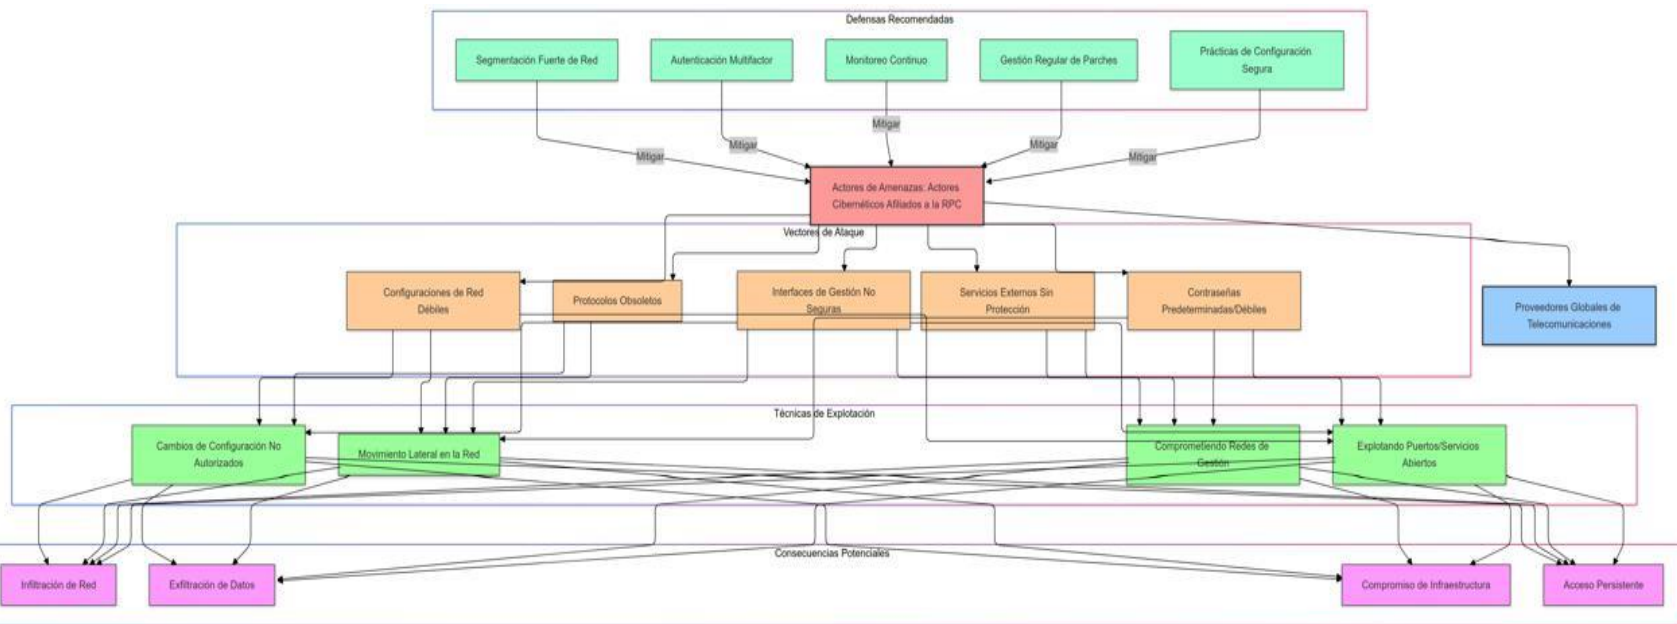 Defensas Recomendadas
Segmentación Fuerte de Red
Autenticación Multifactor
Monitoreo Continuo
Gestión Regular de Parches
Prácticas de Configuración
Segura
Mitigar
Mitigar
Mitigar
Mitigar
Mitigar
Actores de Amenazas: Actores
Cibernéticos Afiliados a la RPC
Vectores de Ataque
Configuraciones de Red
Débiles
Protocolos Obsoletos
Interfaces de Gestión No
Seguras
Servicios Externos Sin
Protección
Contraseñas
Predeterminadas/Débiles
Proveedores Globales de
Telecomunicaciones
Técnicas de Explotación
Cambios de Configuración No
Autorizados
Movimiento Lateral en la Red
Comprometiendo Redes de
Gestión
Explotando Puertos/Servicios
Abiertos
Consecuencias Potenciales
Infiltración de Red
Exfiltración de Datos
Compromiso de Infraestructura
Acceso Persistente